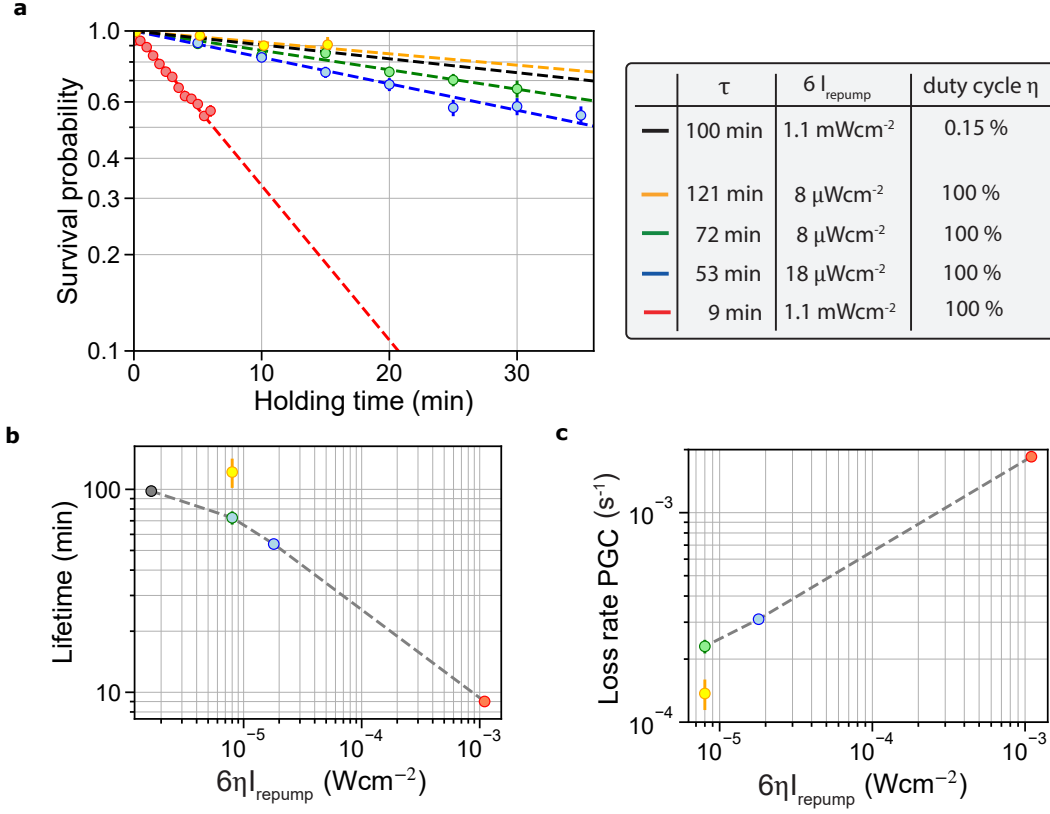 a
Survival probability
1.0
0.6
0.4
0.3
0.2
0.1
0 10 20 30
Holding time (min)
τ 6 I_repump duty cycle η
100 min 1.1 mWcm⁻² 0.15 %
121 min 8 µWcm⁻² 100 %
72 min 8 µWcm⁻² 100 %
53 min 18 µWcm⁻² 100 %
9 min 1.1 mWcm⁻² 100 %
b
Lifetime (min)
100
10
10⁻⁵ 10⁻⁴ 10⁻³
6ηI_repump (Wcm⁻²)
c
Loss rate PGC (s⁻¹)
10⁻³
10⁻⁴
10⁻⁵ 10⁻⁴ 10⁻³
6ηI_repump (Wcm⁻²)